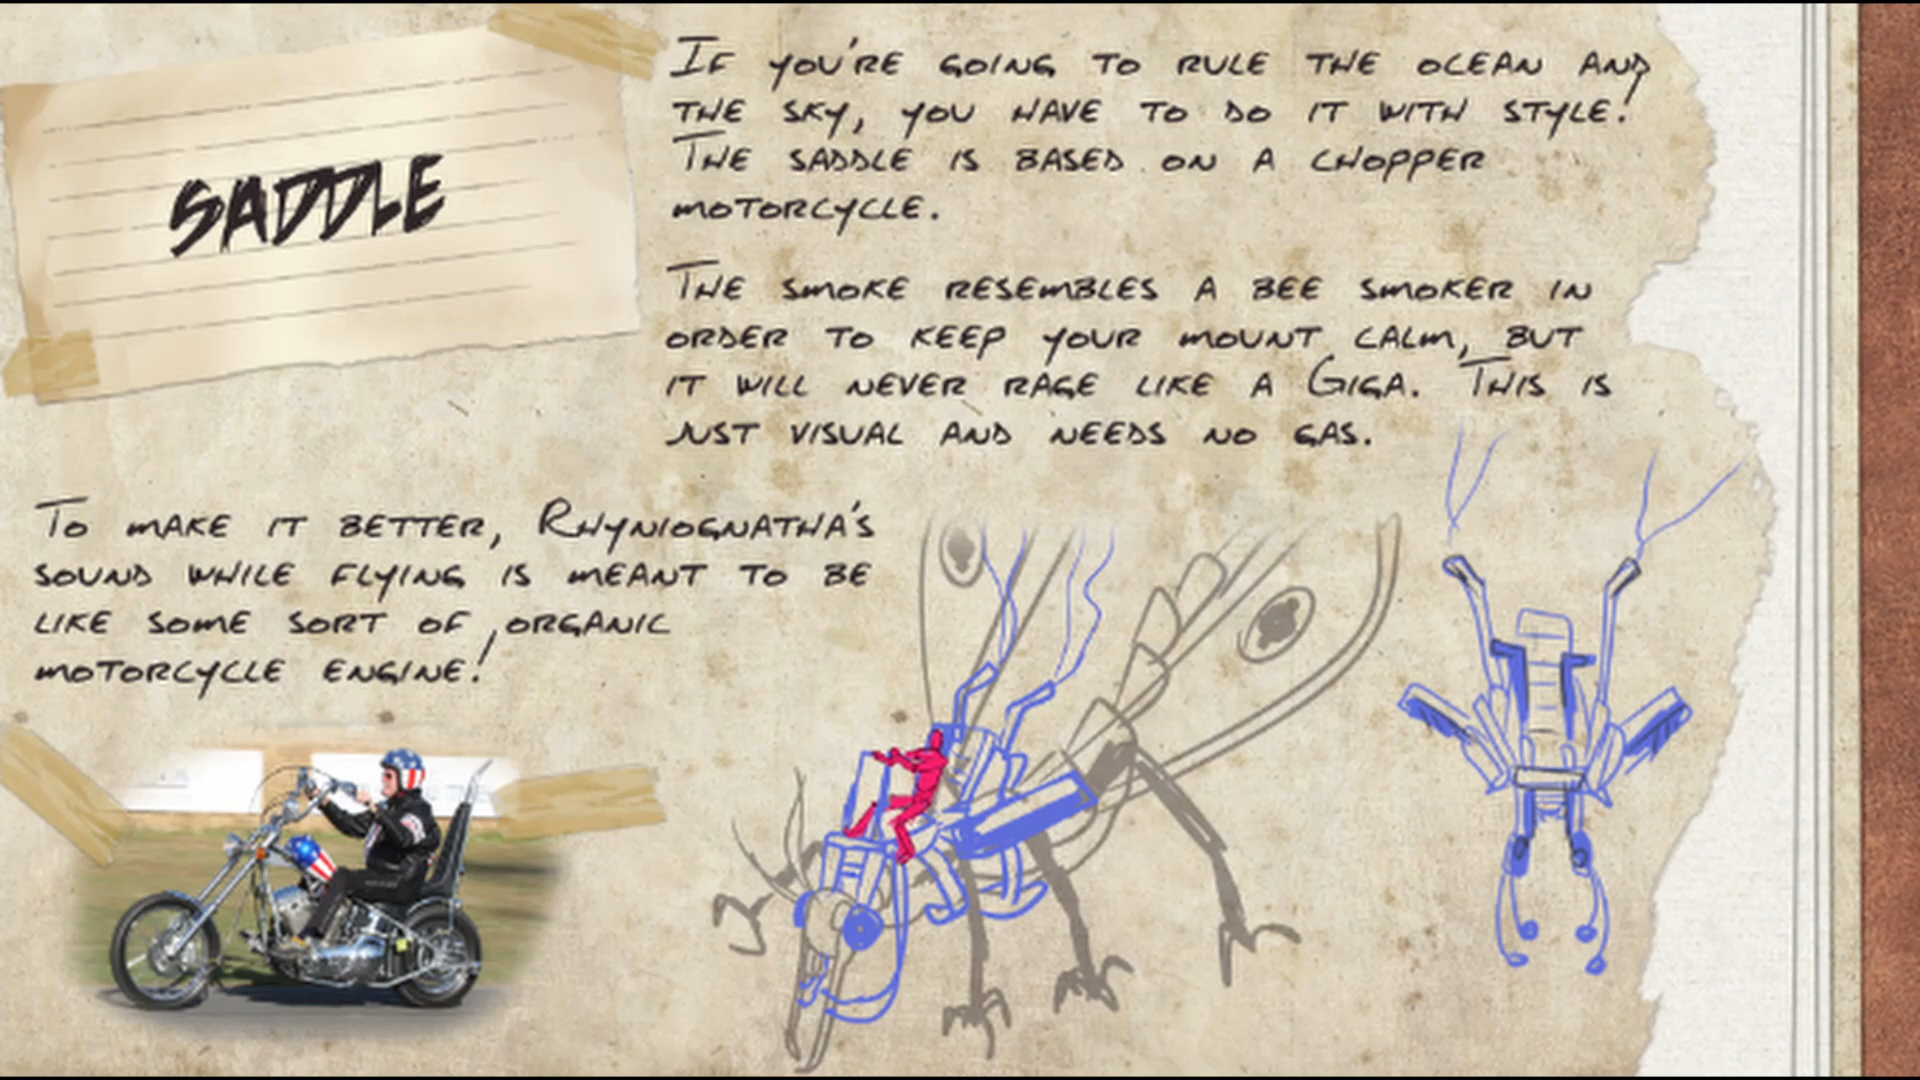 SADDLE
IF YOU'RE GOING TO RULE THE OCEAN AND
THE SKY, YOU HAVE TO DO IT WITH STYLE!
THE SADDLE IS BASED ON A CHOPPER
MOTORCYCLE.
THE SMOKE RESEMBLES A BEE SMOKER IN
ORDER TO KEEP YOUR MOUNT CALM, BUT
IT WILL NEVER RAGE LIKE A GIGA. THIS IS
JUST VISUAL AND NEEDS NO GAS.
TO MAKE IT BETTER, RHYNIOGNATHA'S
SOUND WHILE FLYING IS MEANT TO BE
LIKE SOME SORT OF ORGANIC
MOTORCYCLE ENGINE!